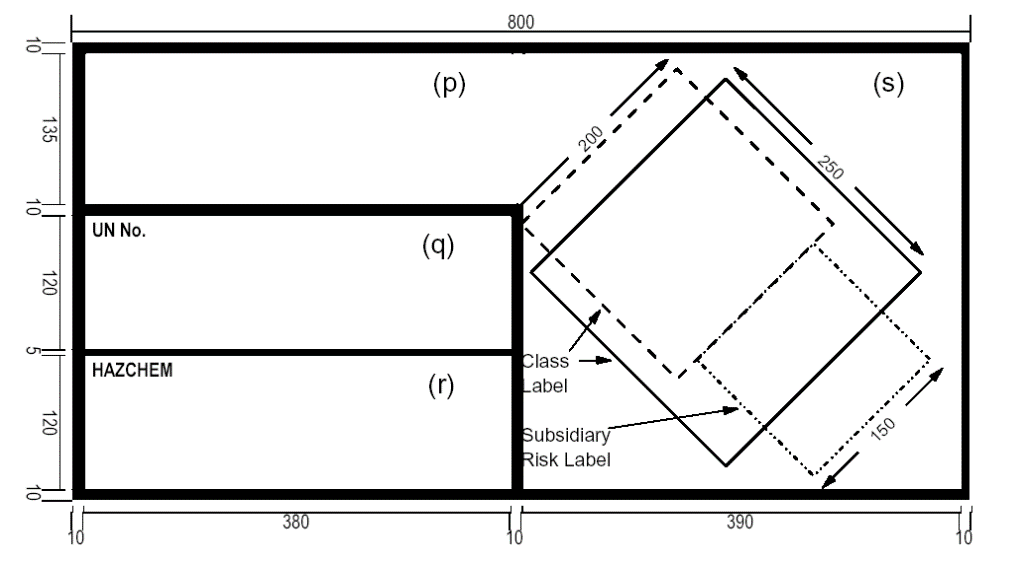 800
10
(p)
(s)
135
200
250
10
UN No.
(q)
120
5
HAZCHEM
(r)
Class
Label
120
Subsidiary
Risk Label
150
10
380
390
10
10
10